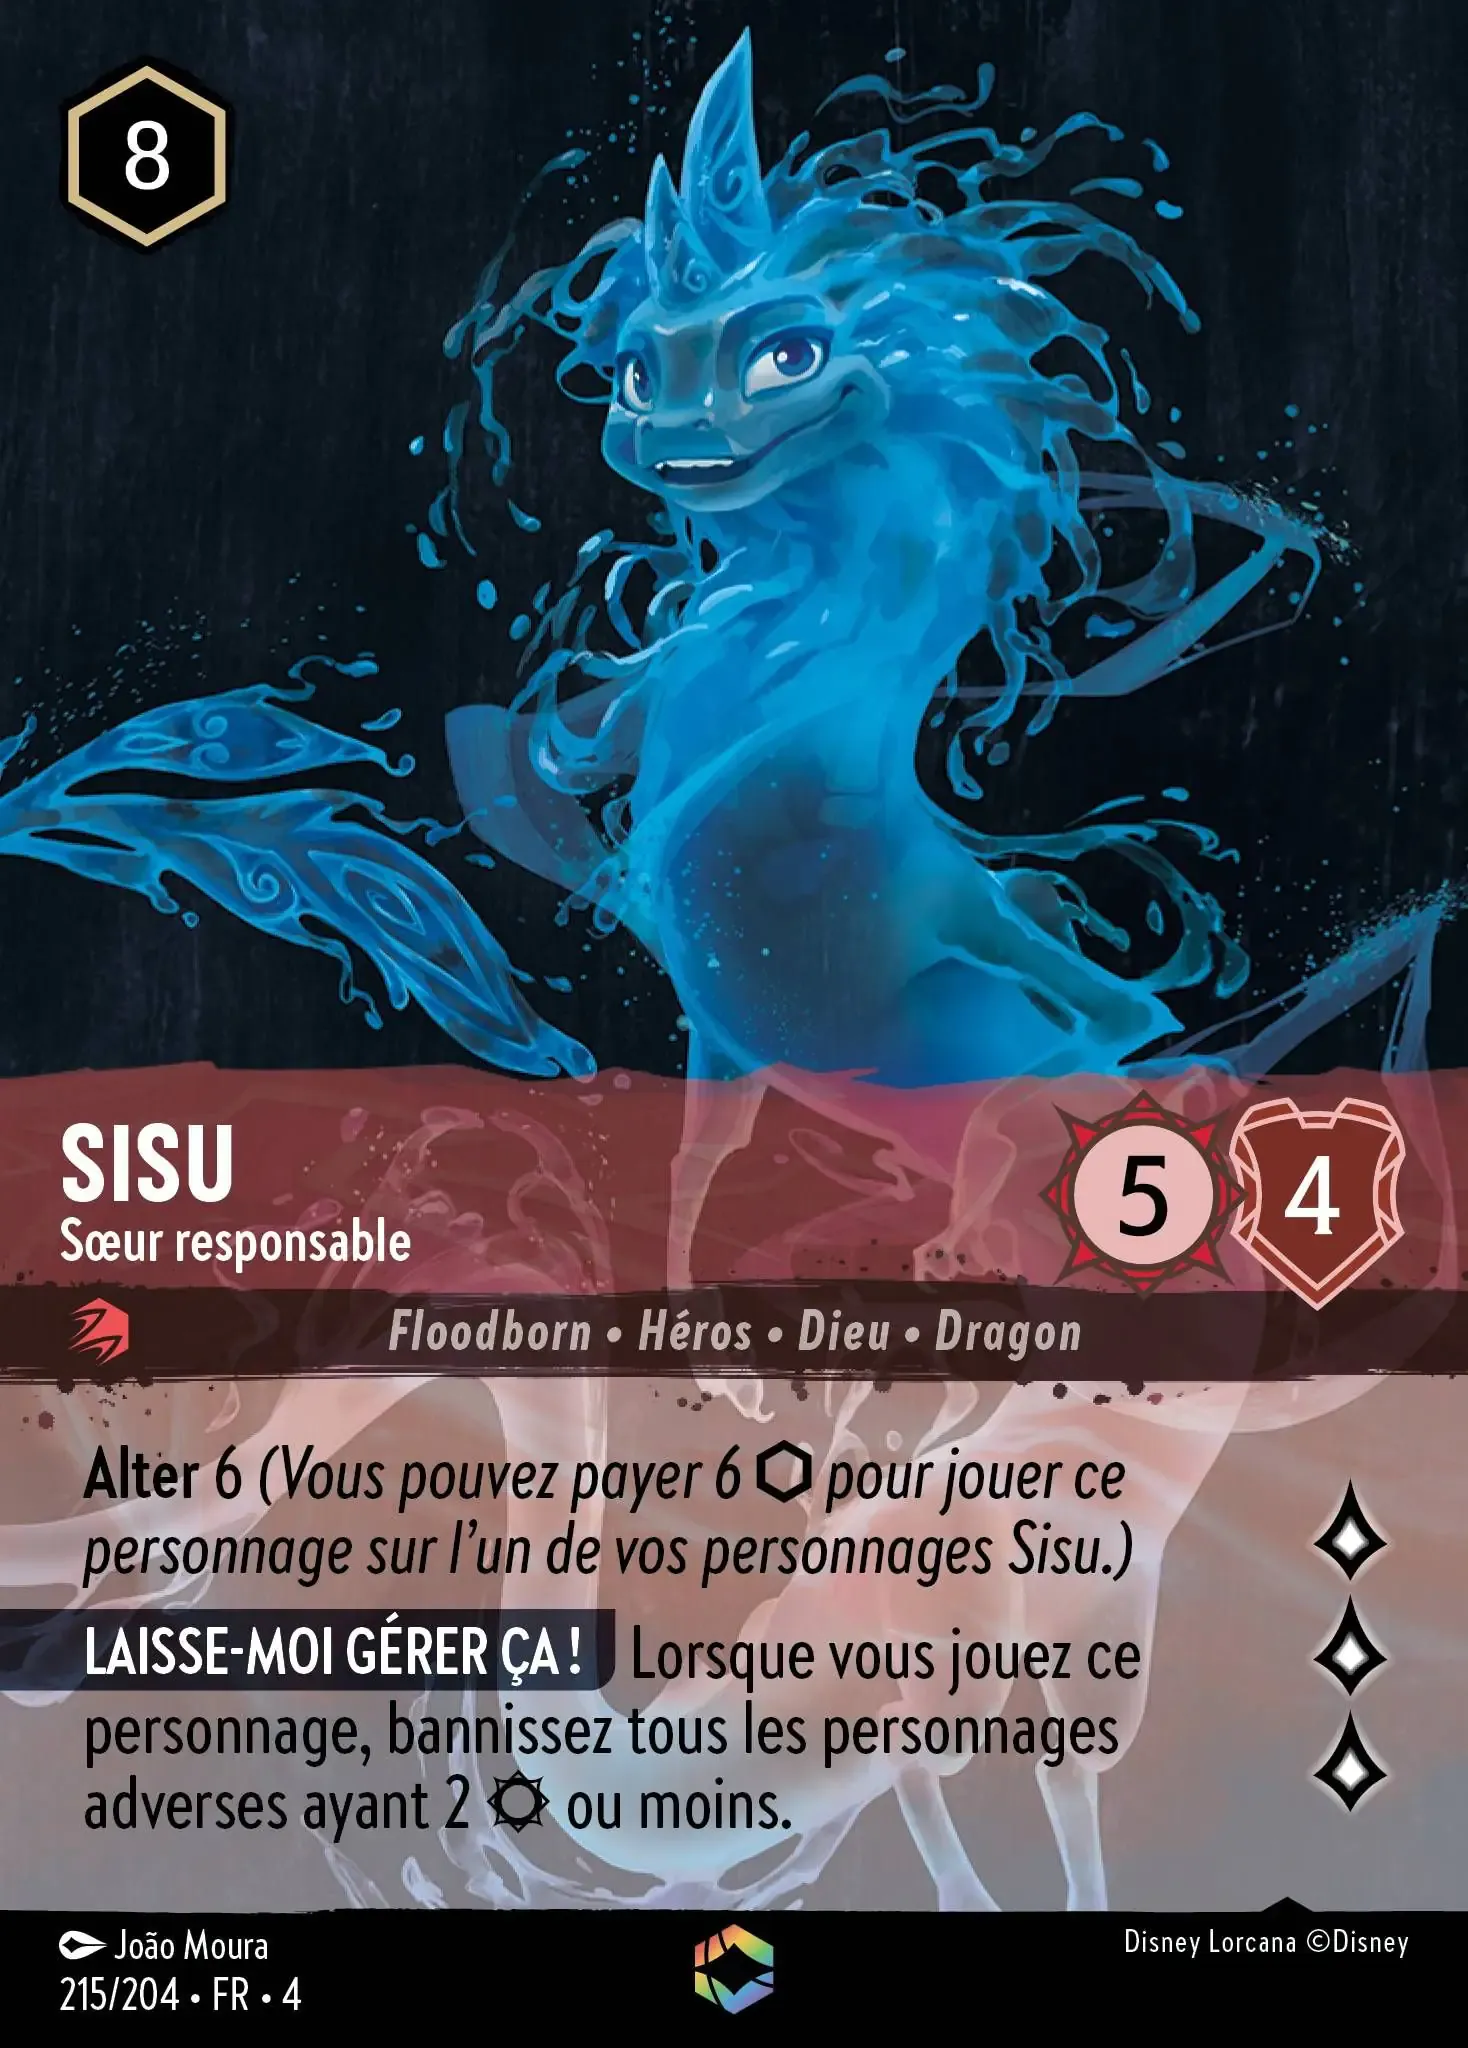 8
SISU
Sœur responsable
5
4
Floodborn • Héros • Dieu • Dragon
Alter 6 (Vous pouvez payer 6 pour jouer ce
personnage sur l'un de vos personnages Sisu.)
LAISSE-MOI GÉRER ÇA ! Lorsque vous jouez ce
personnage, bannissez tous les personnages
adverses ayant 2 ou moins.
João Moura
215/204 • FR • 4
Disney Lorcana ©Disney